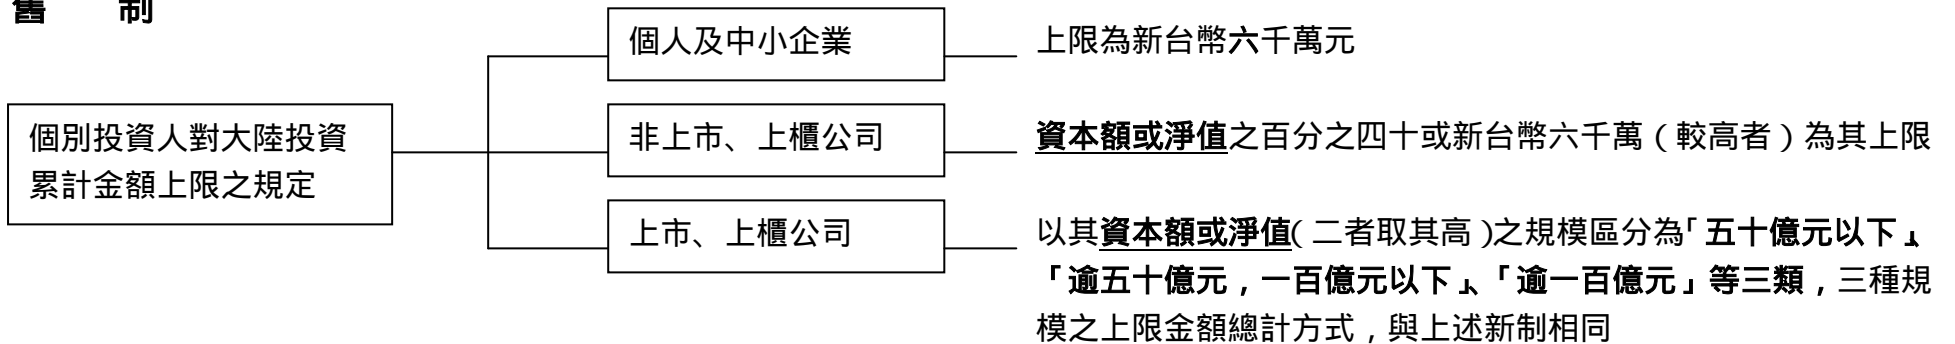 舊 制
個人及中小企業
上限為新台幣六千萬元
個別投資人對大陸投資
累計金額上限之規定
非上市、上櫃公司
資本額或淨值之百分之四十或新台幣六千萬（較高者）為其上限
上市、上櫃公司
以其資本額或淨值（二者取其高）之規模區分為「五十億元以下」、
「逾五十億元，一百億元以下」、「逾一百億元」等三類，三種規
模之上限金額總計方式，與上述新制相同